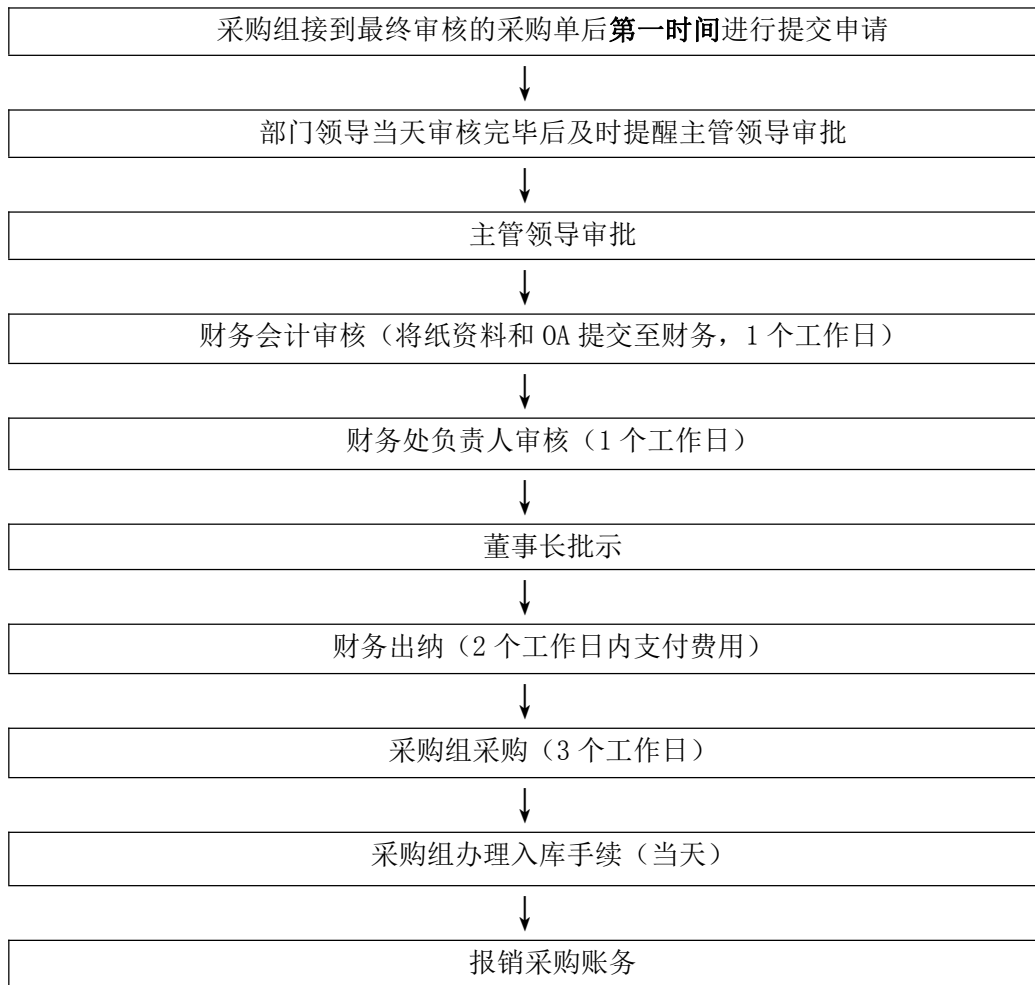 采购组接到最终审核的采购单后第一时间进行提交申请
部门领导当天审核完毕后及时提醒主管领导审批
主管领导审批
财务会计审核（将纸资料和 OA 提交至财务，1 个工作日）
财务处负责人审核（1 个工作日）
董事长批示
财务出纳（2 个工作日内支付费用）
采购组采购（3 个工作日）
采购组办理入库手续（当天）
报销采购账务